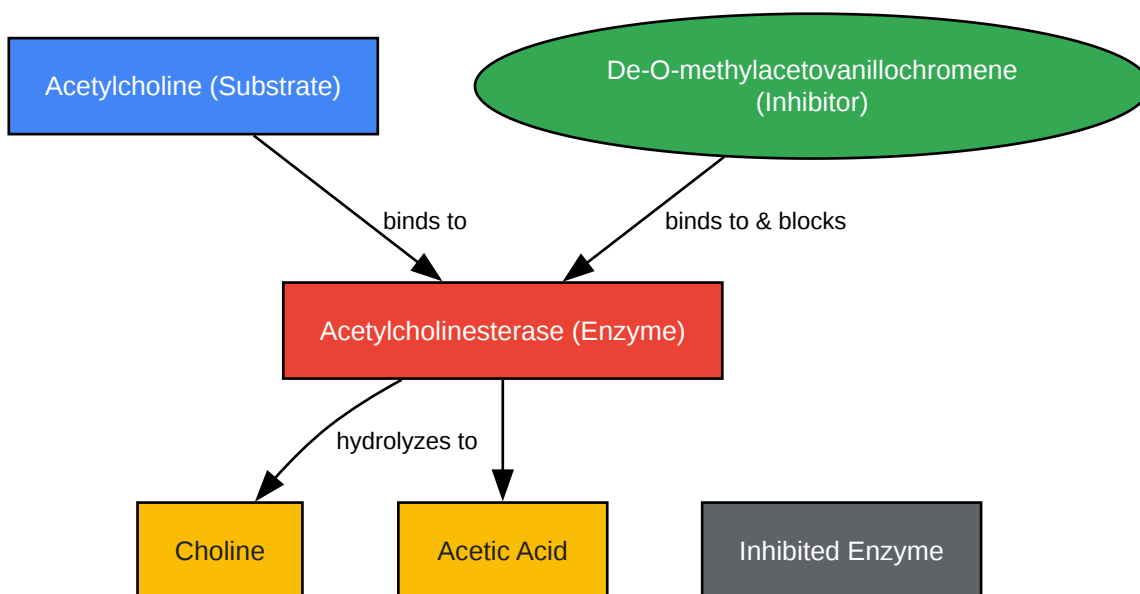 Acetylcholine (Substrate)
De-O-methylacetovanillochromene
(Inhibitor)
binds to
binds to & blocks
Acetylcholinesterase (Enzyme)
hydrolyzes to
Choline
Acetic Acid
Inhibited Enzyme